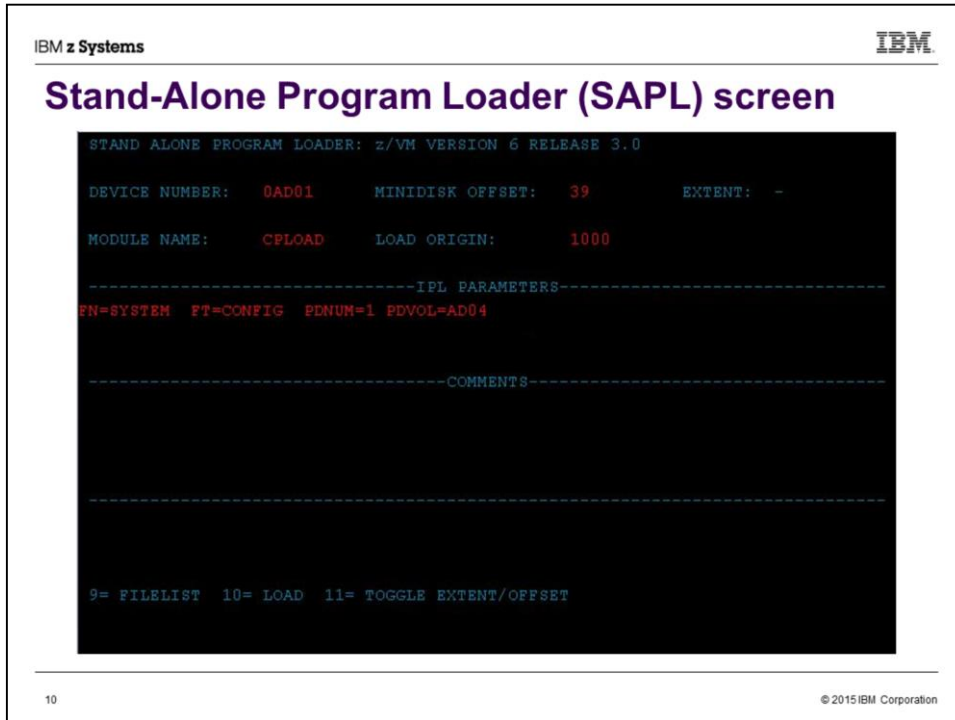 IBM z Systems
IBM
Stand-Alone Program Loader (SAPL) screen
STAND ALONE PROGRAM LOADER: z/VM VERSION 6 RELEASE 3.0
DEVICE NUMBER: 0AD01 MINIDISK OFFSET: 39 EXTENT: -
MODULE NAME: CPLOAD LOAD ORIGIN: 1000
--------------------------------IPL PARAMETERS--------------------------------
FN=SYSTEM FT=CONFIG PDNUM=1 PDVOL=AD04
-----------------------------------COMMENTS-----------------------------------
------------------------------------------------------------------------------
9= FILELIST 10= LOAD 11= TOGGLE EXTENT/OFFSET
10
© 2015 IBM Corporation